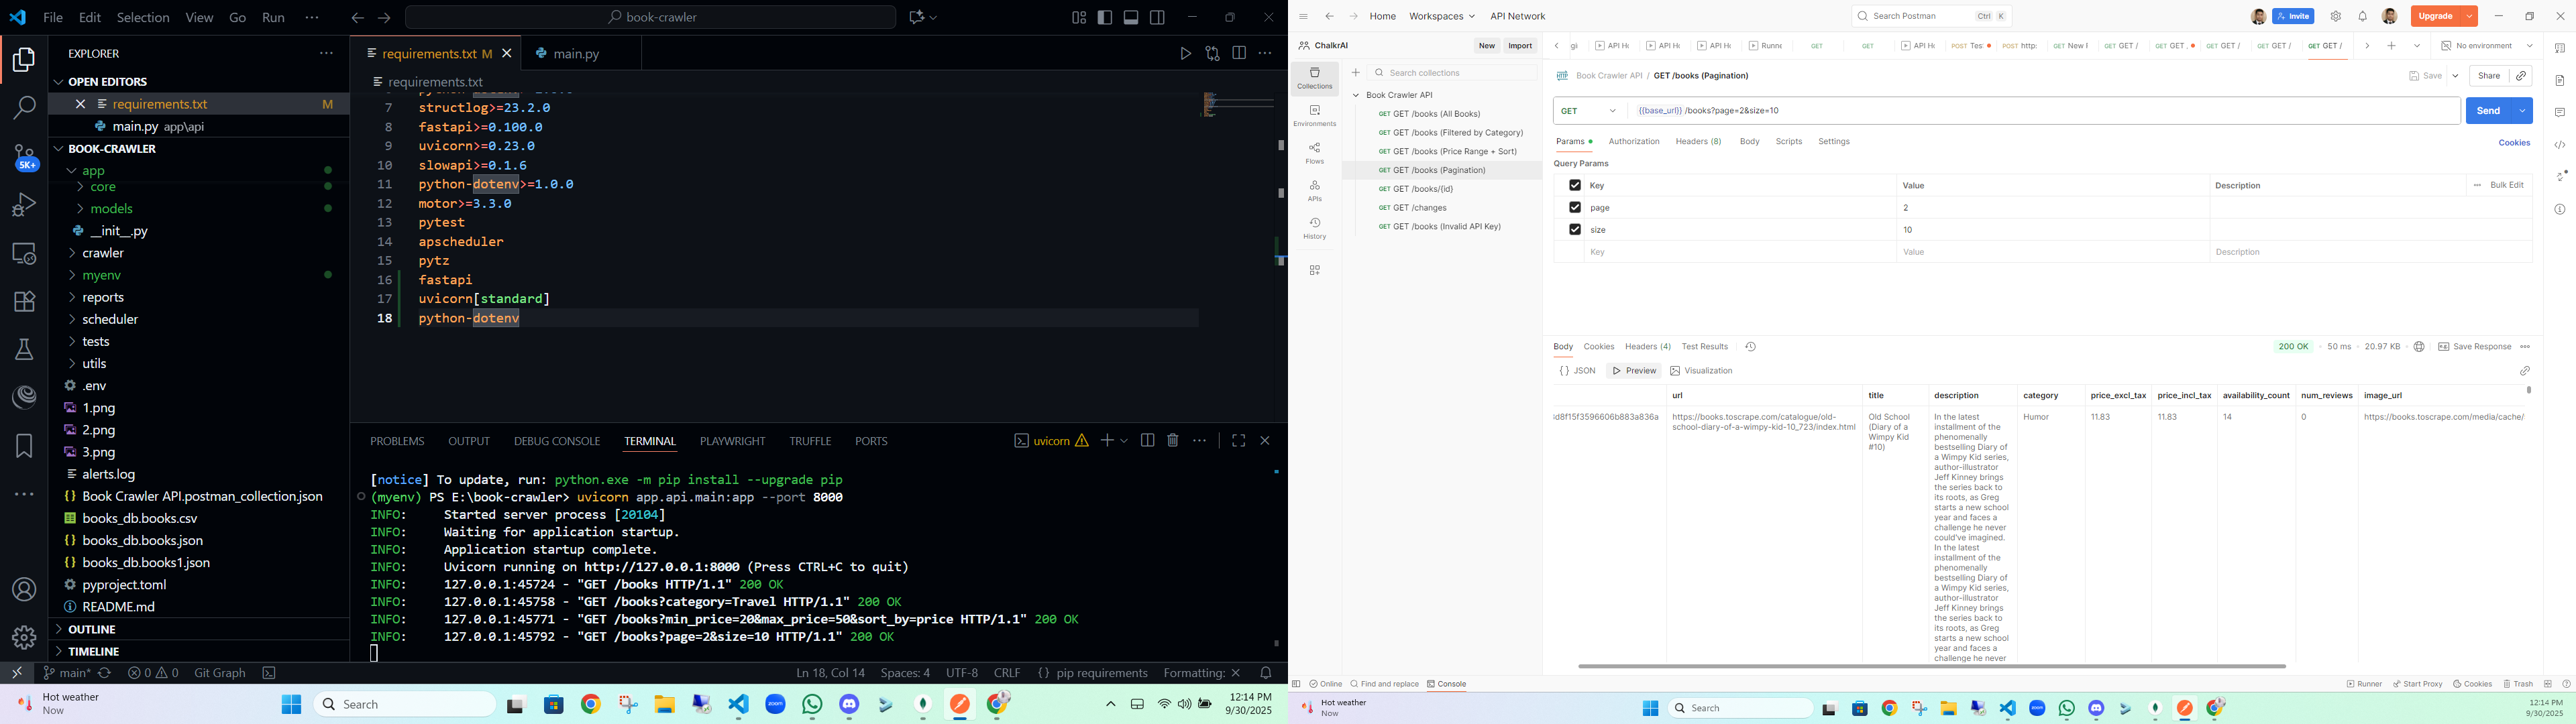 File Edit Selection View Go Run ···
book-crawler
EXPLORER
OPEN EDITORS
requirements.txt M
main.py app\api
BOOK-CRAWLER
app
core
models
__init__.py
crawler
myenv
reports
scheduler
tests
utils
.env
1.png
2.png
3.png
alerts.log
Book Crawler API.postman_collection.json
books_db.books.csv
books_db.books.json
books_db.books1.json
pyproject.toml
README.md
OUTLINE
TIMELINE
5K+
requirements.txt M
main.py
requirements.txt
7 structlog>=23.2.0
8 fastapi>=0.100.0
9 uvicorn>=0.23.0
10 slowapi>=0.1.6
11 python-dotenv>=1.0.0
12 motor>=3.3.0
13 pytest
14 apscheduler
15 pytz
16 fastapi
17 uvicorn[standard]
18 python-dotenv
PROBLEMS OUTPUT DEBUG CONSOLE TERMINAL PLAYWRIGHT TRUFFLE PORTS
uvicorn
[notice] To update, run: python.exe -m pip install --upgrade pip
(myenv) PS E:\book-crawler> uvicorn app.api.main:app --port 8000
INFO: Started server process [20104]
INFO: Waiting for application startup.
INFO: Application startup complete.
INFO: Uvicorn running on http://127.0.0.1:8000 (Press CTRL+C to quit)
INFO: 127.0.0.1:45724 - "GET /books HTTP/1.1" 200 OK
INFO: 127.0.0.1:45758 - "GET /books?category=Travel HTTP/1.1" 200 OK
INFO: 127.0.0.1:45771 - "GET /books?min_price=20&max_price=50&sort_by=price HTTP/1.1" 200 OK
INFO: 127.0.0.1:45792 - "GET /books?page=2&size=10 HTTP/1.1" 200 OK
main* 0 0 Git Graph Ln 18, Col 14 Spaces: 4 UTF-8 CRLF {} pip requirements Formatting: ×
Hot weather
Now
Search
zoom
12:14 PM
9/30/2025
Home Workspaces API Network
Search Postman Ctrl K
Invite
Upgrade
ChalkrAI
New Import
API H API H API H Runne GET GET API H POST Tes POST http: GET New F GET / GET GET / GET / GET /
No environment
Collections
Environments
Flows
APIs
History
Search collections
Book Crawler API
GET GET /books (All Books)
GET GET /books (Filtered by Category)
GET GET /books (Price Range + Sort)
GET GET /books (Pagination)
GET GET /books/{id}
GET GET /changes
GET GET /books (Invalid API Key)
Book Crawler API / GET /books (Pagination)
Save Share
GET {{base_url}} /books?page=2&size=10
Send
Params Authorization Headers (8) Body Scripts Settings
Cookies
Query Params
Key Value Description ··· Bulk Edit
page 2
size 10
Key Value Description
Body Cookies Headers (4) Test Results
200 OK 50 ms 20.97 KB Save Response
{} JSON Preview Visualization
url title description category price_excl_tax price_incl_tax availability_count num_reviews image_url
https://books.toscrape.com/catalogue/old-
school-diary-of-a-wimpy-kid-10_723/index.html
Old School
(Diary of a
Wimpy Kid
#10)
In the latest
installment of the
phenomenally
bestselling Diary of
a Wimpy Kid series,
author-illustrator
Jeff Kinney brings
the series back to
its roots, as Greg
starts a new school
year and faces a
challenge he never
could've imagined.
In the latest
installment of the
phenomenally
bestselling Diary of
a Wimpy Kid series,
author-illustrator
Jeff Kinney brings
the series back to
its roots, as Greg
starts a new school
year and faces a
challenge he never
Humor
11.83
11.83
14
0
https://books.toscrape.com/media/cache/
Online Find and replace Console
Runner Start Proxy Cookies Trash
Hot weather
Now
Search
zoom
12:14 PM
9/30/2025